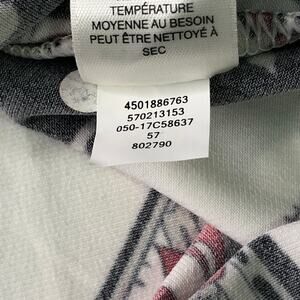 TEMPÉRATURE
MOYENNE AU BESOIN
PEUT ÊTRE NETTOYÉ À
SEC
4501886763
570213153
050-17C58637
57
802790